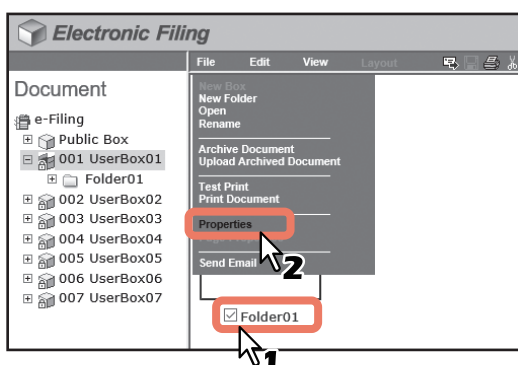 Electronic Filing
File Edit View Layout
Document
e-Filing
Public Box
001 UserBox01
Folder01
002 UserBox02
003 UserBox03
004 UserBox04
005 UserBox05
006 UserBox06
007 UserBox07
New Box
New Folder
Open
Rename
Archive Document
Upload Archived Document
Test Print
Print Document
Properties
Send Email
2
Folder01
1